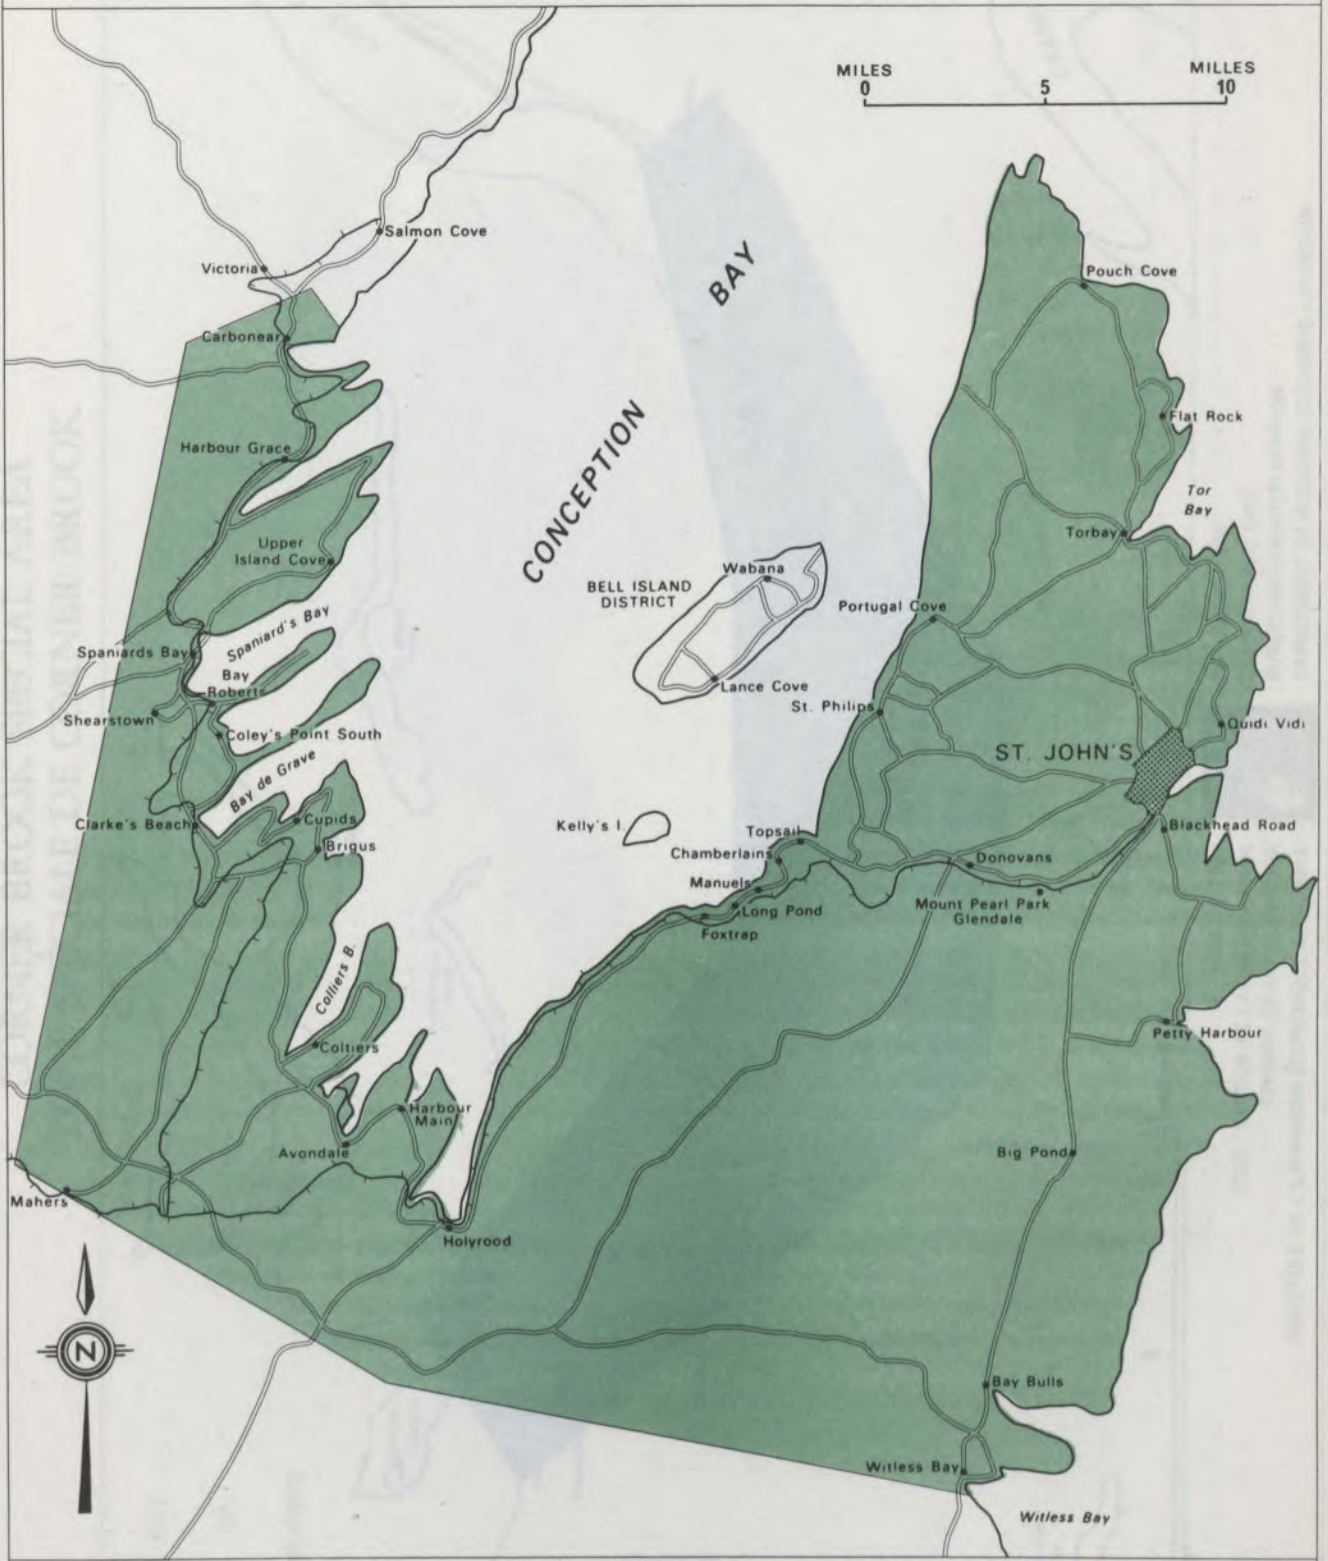 MILES
MILLES
0
5
10
Salmon Cove
Victoria
BAY
Pouch Cove
Carbonear
CONCEPTION
Flat Rock
Harbour Grace
Tor
Bay
Torbay
Upper
Island Cove
Wabana
BELL ISLAND
DISTRICT
Portugal Cove
Spaniard's Bay
Spaniards Bay
Bay
Roberts
Lance Cove
St. Philips
Shearstown
Quidi Vidi
Coley's Point South
ST. JOHN'S
Bay de Grave
Clarke's Beach
Cupids
Kelly's I.
Topsail
Blackhead Road
Brigus
Chamberlains
Donovans
Manuels
Mount Pearl Park
Glendale
Long Pond
Foxtrap
Colliers B.
Petty Harbour
Colliers
Harbour
Main
Avondale
Big Pond
Mahers
Holyrood
N
Bay Bulls
Witless Bay
Witless Bay